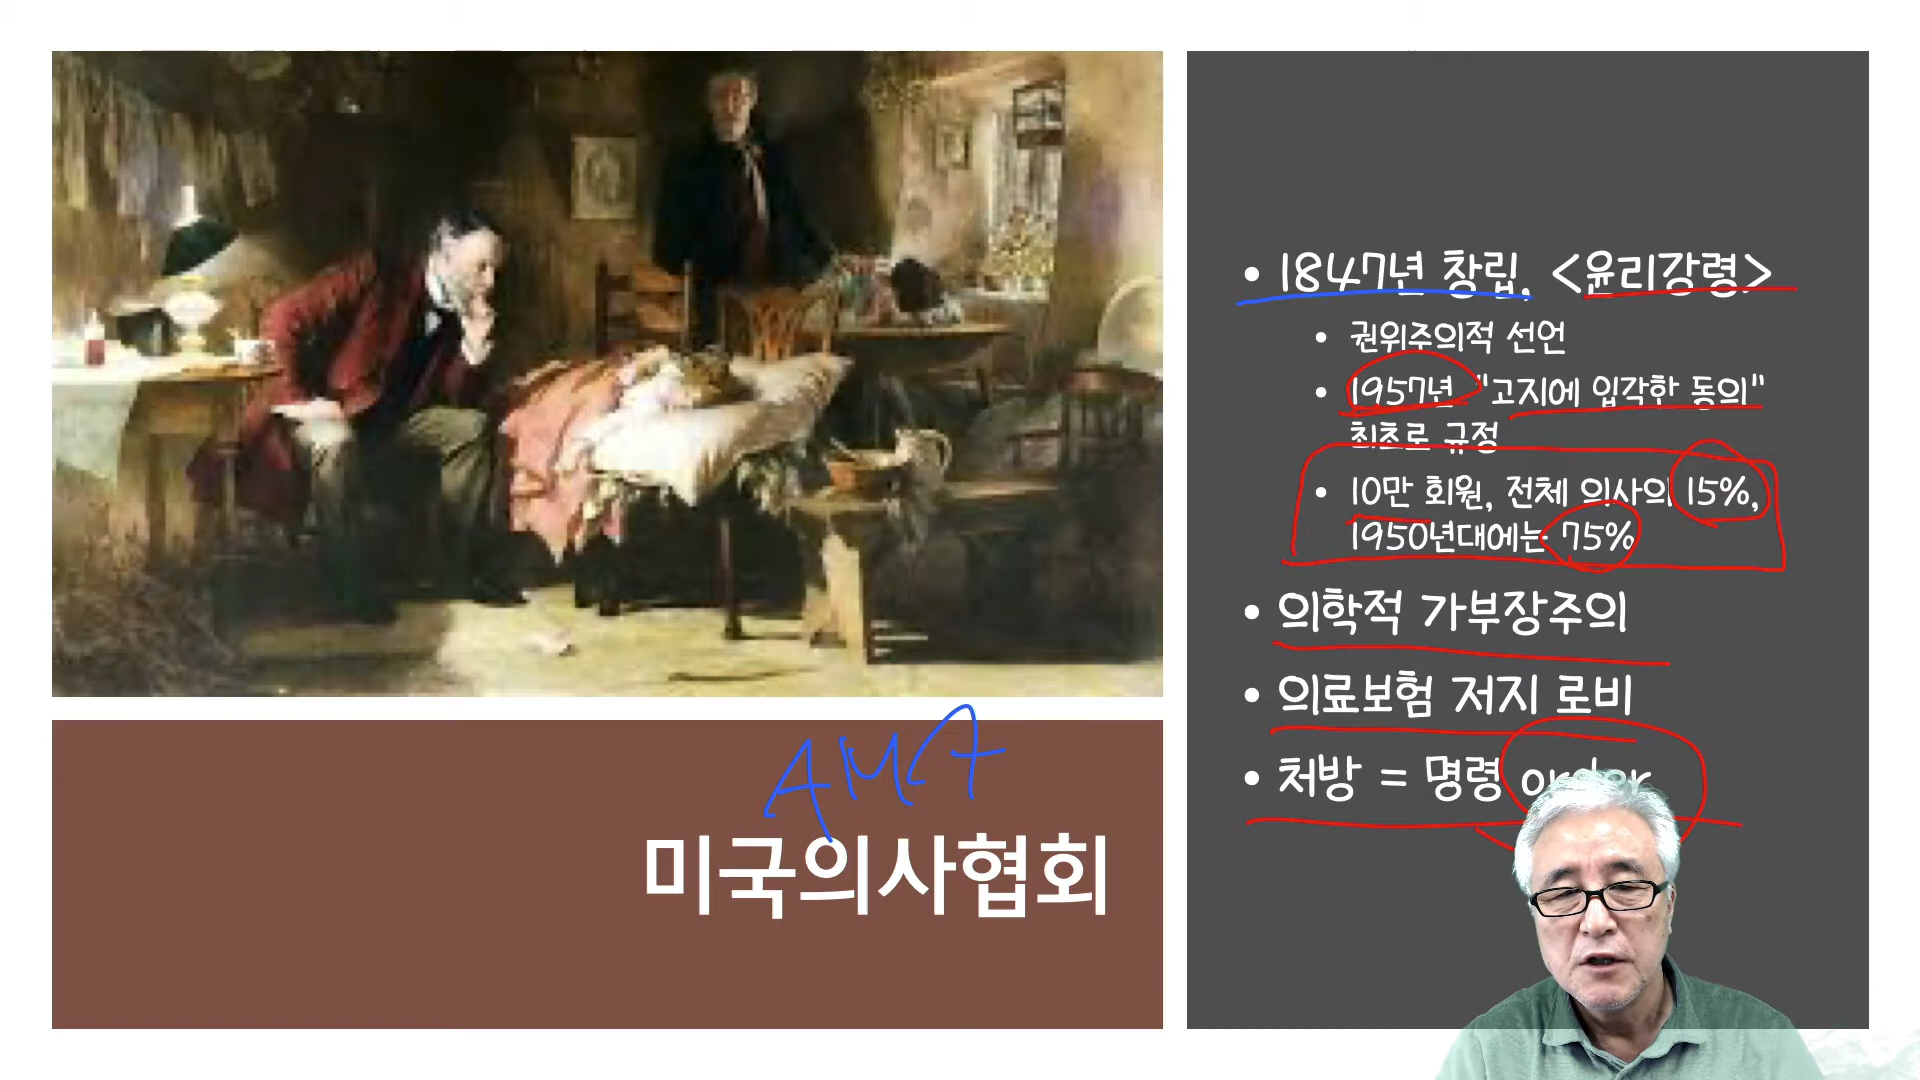 AMA
미국의사협회
• 1847년 창립, <윤리강령>
• 권위주의적 선언
• 1957년 "고지에 입각한 동의"
최초로 규정
• 10만 회원, 전체 의사의 15%,
1950년대에는 75%
• 의학적 가부장주의
• 의료보험 저지 로비
• 처방 = 명령 order